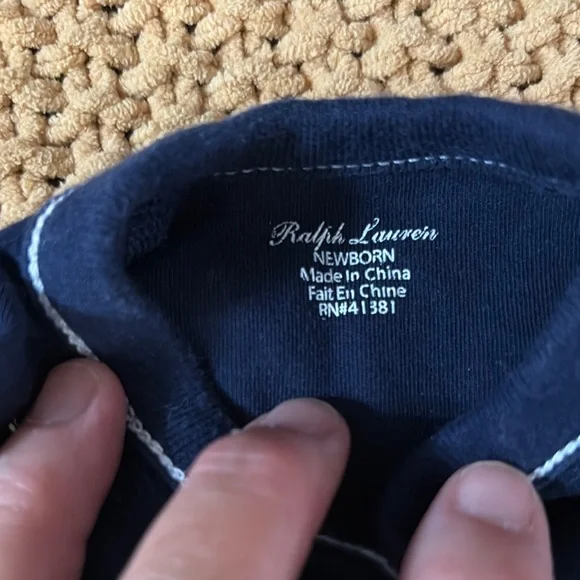 Ralph Lauren
NEWBORN
Made In China
Fait En Chine
RN#41381